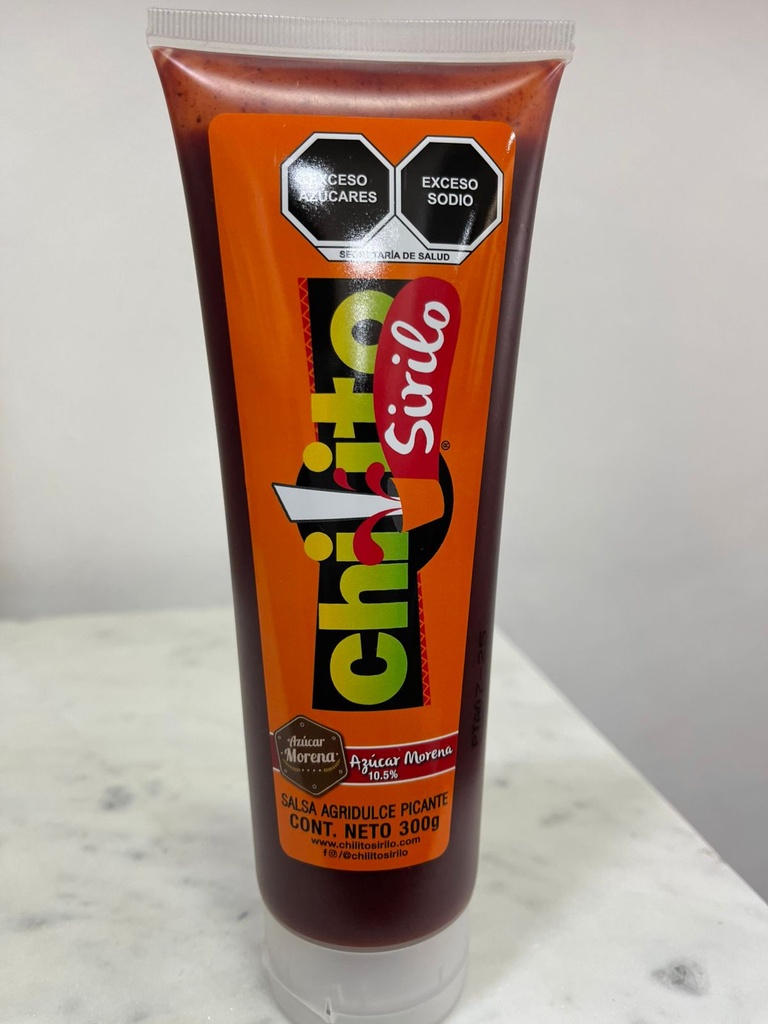 EXCESO
AZÚCARES
EXCESO
SODIO
SECRETARÍA DE SALUD
Chilito
Sirilo
®
Azúcar
Morena
Azúcar Morena
10.5%
SALSA AGRIDULCE PICANTE
CONT. NETO 300g
www.chilitosirilo.com
f /@chilitosirilo